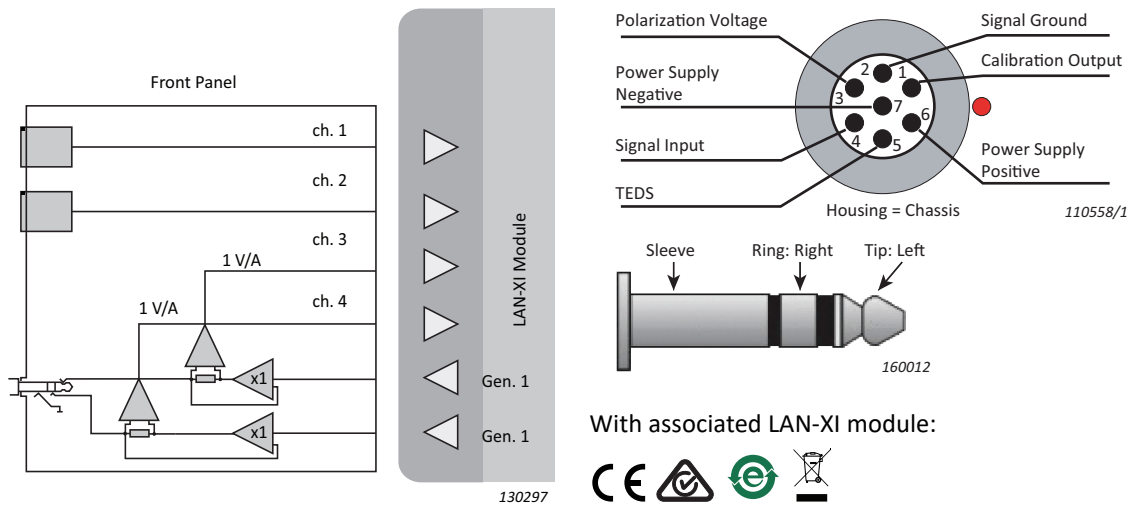 Front Panel
ch. 1
ch. 2
ch. 3
1 V/A
ch. 4
1 V/A
x1
x1
LAN-XI Module
Gen. 1
Gen. 1
130297
Polarization Voltage
Signal Ground
Calibration Output
Power Supply
Negative
Signal Input
TEDS
2
1
3
7
6
4
5
Power Supply
Positive
Housing = Chassis
110558/1
Sleeve
Ring: Right
Tip: Left
160012
With associated LAN-XI module:
CE
e